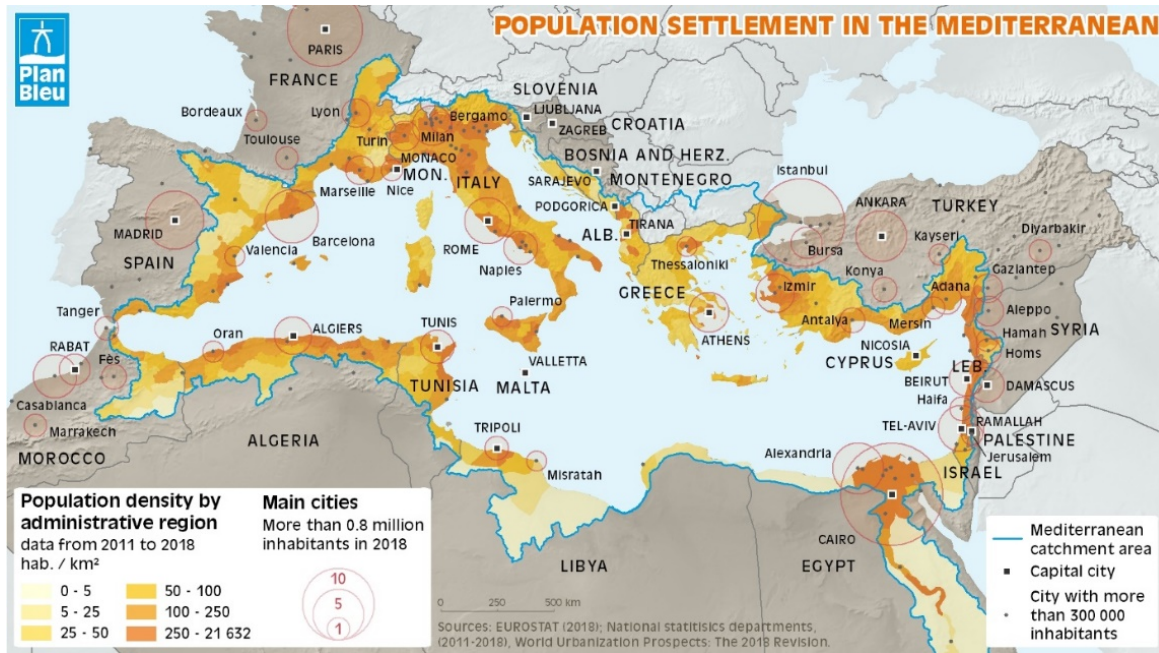 POPULATION SETTLEMENT IN THE MEDITERRANEAN
Plan
Bleu
PARIS
FRANCE
SLOVENIA
LJUBLJANA
ZAGREB
CROATIA
Bordeaux
Lyon
Bergamo
Toulouse
Turin
Milan
BOSNIA AND HERZ.
MONACO
MON.
ITALY
MONTENEGRO
Istanbul
Marseille
Nice
SARAJEVO
ANKARA
TURKEY
PODGORICA
MADRID
Barcelona
ROME
ALB.
TIRANA
Bursa
Kayseri
Diyarbakir
SPAIN
Valencia
Naples
Thessaloniki
Konya
Gaziantep
GREECE
Izmir
Adana
Tanger
Palermo
Aleppo
Oran
ALGIERS
TUNIS
ATHENS
Antalya
Mersin
SYRIA
RABAT
Fès
NICOSIA
Hamah
VALLETTA
CYPRUS
LEB.
Homs
TUNISIA
MALTA
BEIRUT
DAMASCUS
Casablanca
Haifa
Marrakech
TRIPOLI
TEL-AVIV
RAMALLAH
MOROCCO
ALGERIA
PALESTINE
Alexandria
Jerusalem
Misratah
ISRAEL
CAIRO
LIBYA
EGYPT
Population density by
administrative region
data from 2011 to 2018
hab. / km²
0 - 5
5 - 25
25 - 50
50 - 100
100 - 250
250 - 21 632
Main cities
More than 0.8 million
inhabitants in 2018
10
5
1
0 250 500 km
Sources: EUROSTAT (2018); National statitisics departments,
(2011-2018), World Urbanization Prospects: The 2018 Revision.
Mediterranean
catchment area
Capital city
City with more
than 300 000
inhabitants